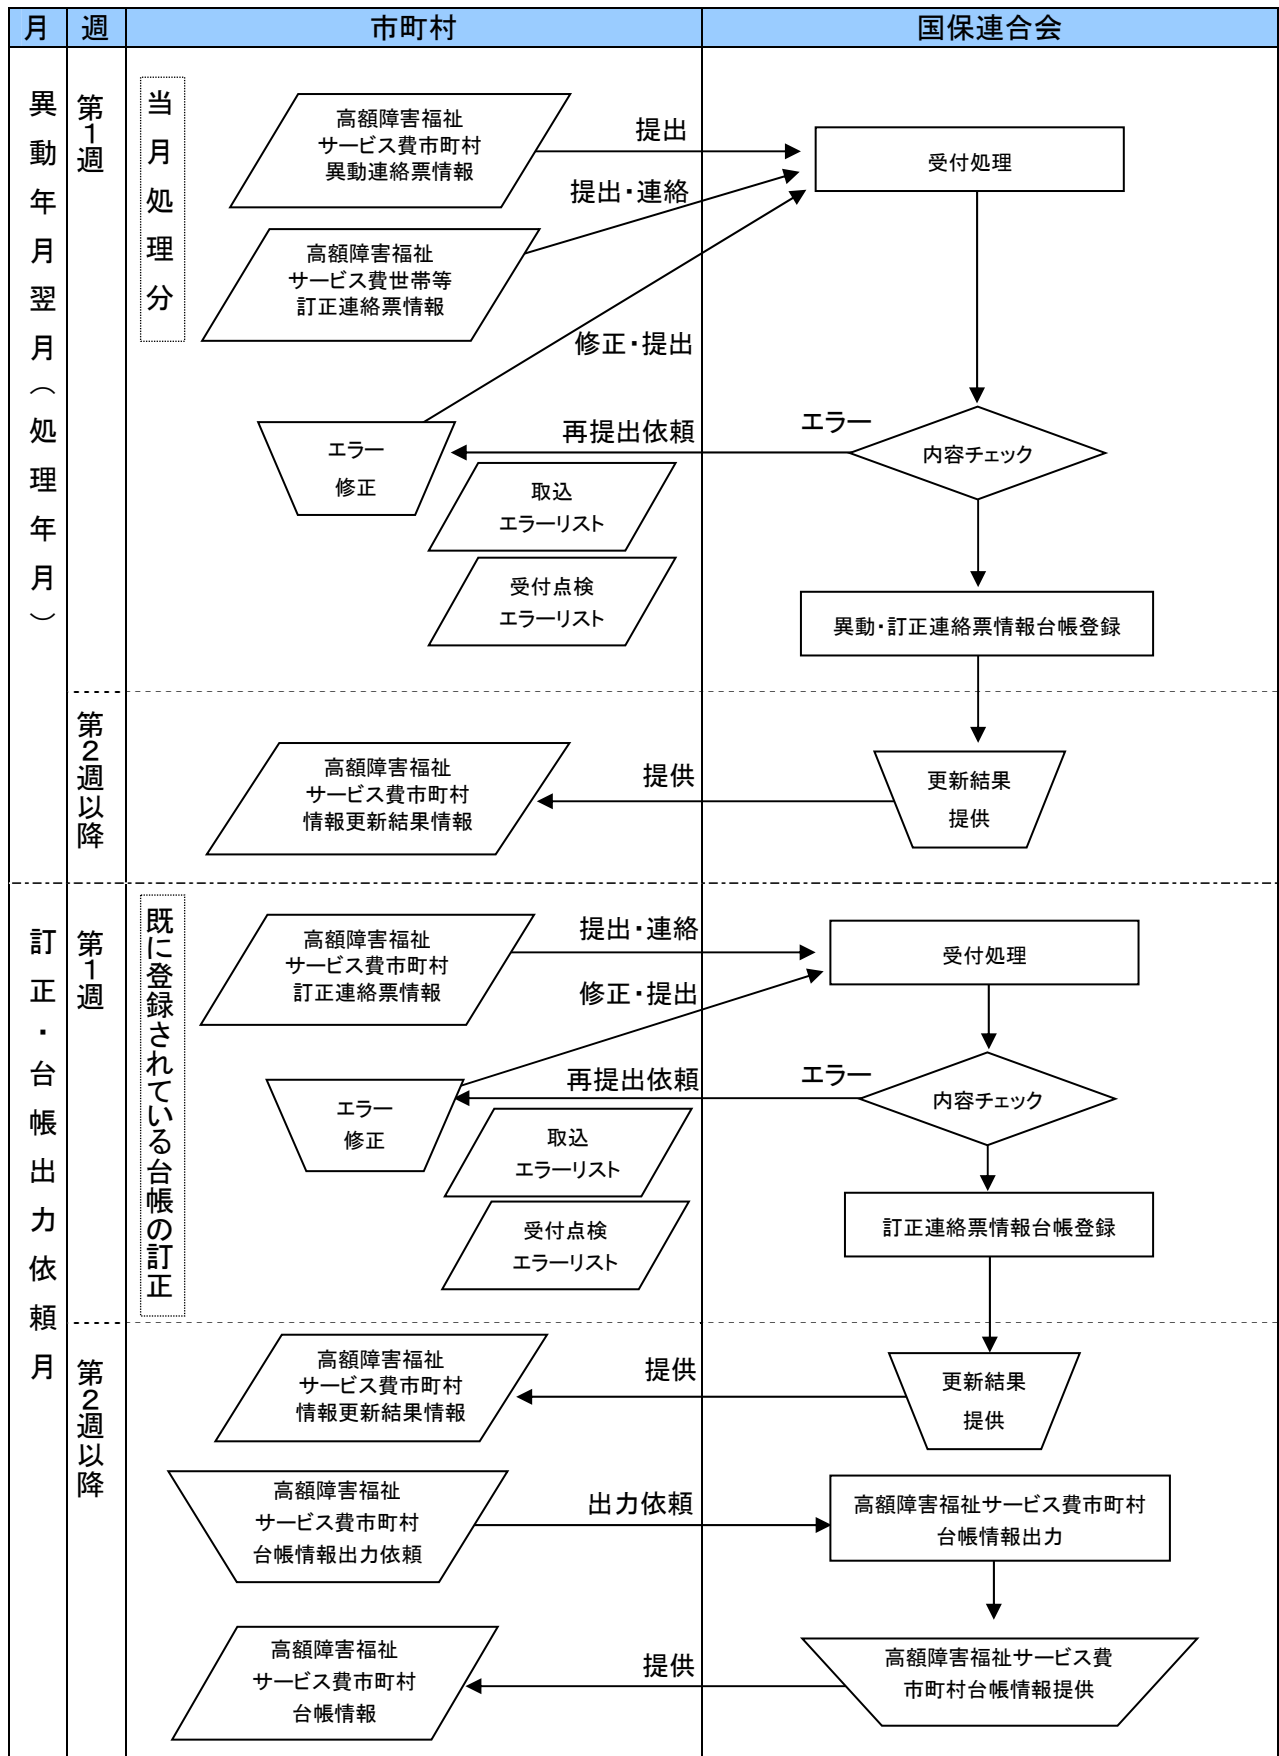 月
週
市町村
国保連合会
異動年月翌月（処理年月）
第1週
当月処理分
高額障害福祉
サービス費市町村
異動連絡票情報
提出
受付処理
提出・連絡
高額障害福祉
サービス費世帯等
訂正連絡票情報
修正・提出
エラー
修正
再提出依頼
エラー
内容チェック
取込
エラーリスト
受付点検
エラーリスト
異動・訂正連絡票情報台帳登録
第2週以降
高額障害福祉
サービス費市町村
情報更新結果情報
提供
更新結果
提供
訂正・台帳出力依頼月
第1週
既に登録されている台帳の訂正
高額障害福祉
サービス費市町村
訂正連絡票情報
提出・連絡
受付処理
修正・提出
エラー
修正
再提出依頼
エラー
内容チェック
取込
エラーリスト
受付点検
エラーリスト
訂正連絡票情報台帳登録
第2週以降
高額障害福祉
サービス費市町村
情報更新結果情報
提供
更新結果
提供
高額障害福祉
サービス費市町村
台帳情報出力依頼
出力依頼
高額障害福祉サービス費市町村
台帳情報出力
高額障害福祉
サービス費市町村
台帳情報
提供
高額障害福祉サービス費
市町村台帳情報提供